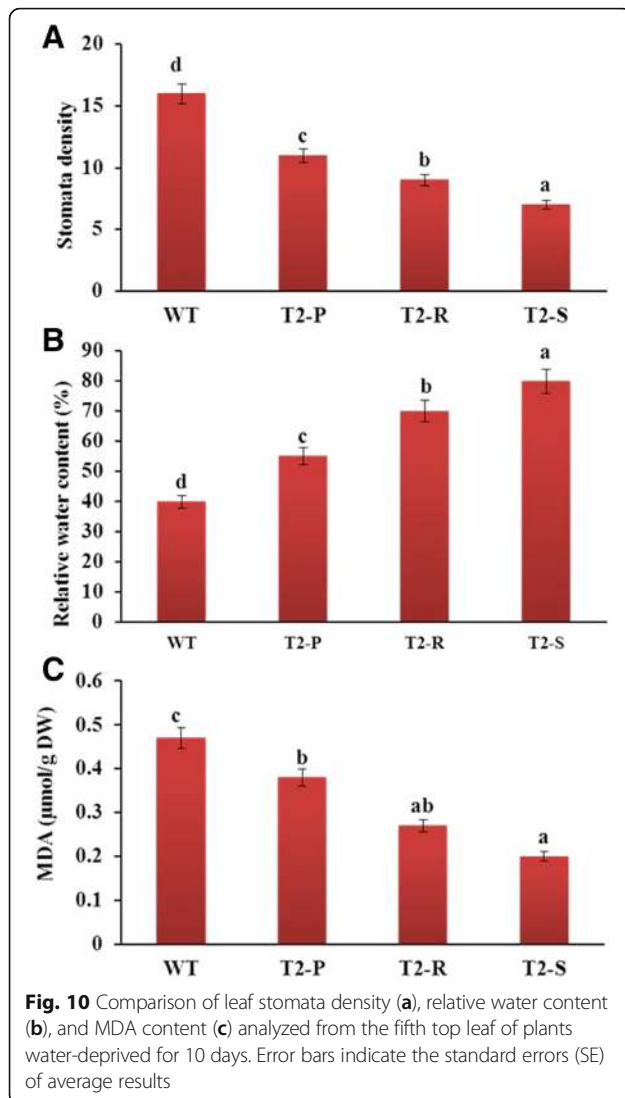 A
20
15
10
5
0
Stomata density
d
c
b
a
WT T2-P T2-R T2-S
B
90
80
70
60
50
40
30
20
10
0
Relative water content (%)
d
c
b
a
WT T2-P T2-R T2-S
C
0.6
0.5
0.4
0.3
0.2
0.1
0
MDA (µmol/g DW)
c
b
ab
a
WT T2-P T2-R T2-S
Fig. 10 Comparison of leaf stomata density (a), relative water content
(b), and MDA content (c) analyzed from the fifth top leaf of plants
water-deprived for 10 days. Error bars indicate the standard errors (SE)
of average results